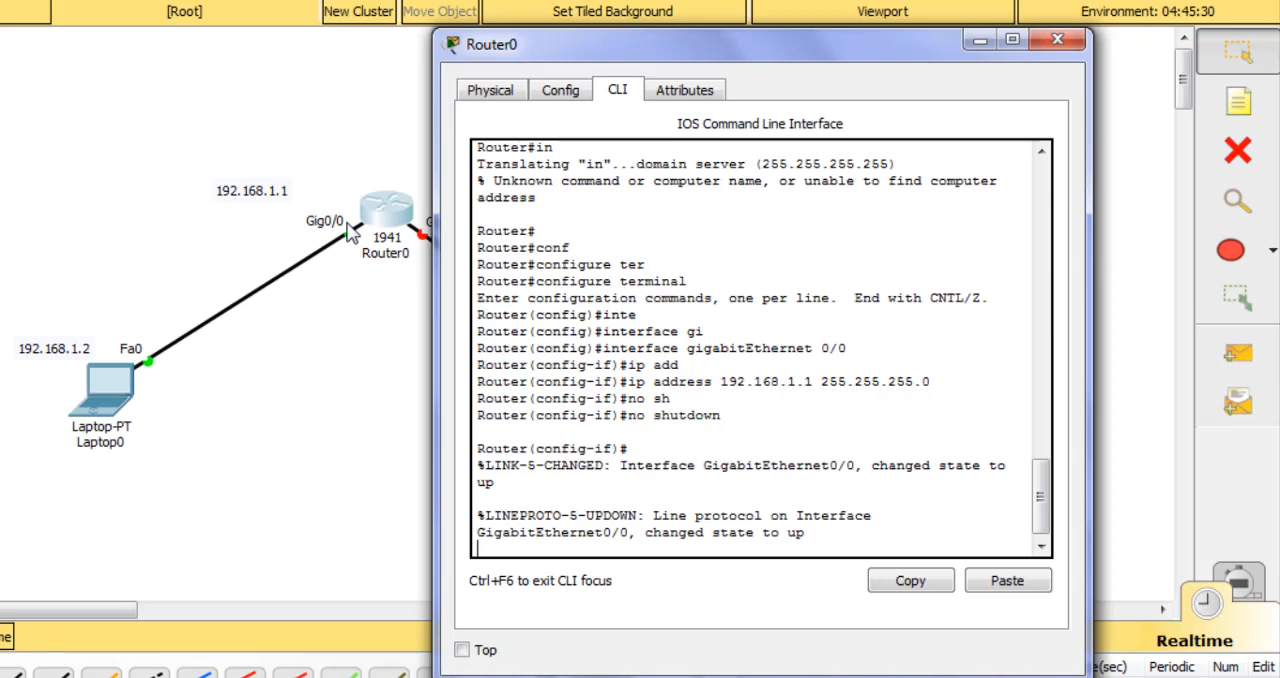 [Root]
New Cluster
Move Object
Set Tiled Background
Viewport
Environment: 04:45:30
Router0
Physical
Config
CLI
Attributes
IOS Command Line Interface
Router#in
Translating "in"...domain server (255.255.255.255)
% Unknown command or computer name, or unable to find computer
address
Router#
Router#conf
Router#configure ter
Router#configure terminal
Enter configuration commands, one per line.  End with CNTL/Z.
Router(config)#inte
Router(config)#interface gi
Router(config)#interface gigabitEthernet 0/0
Router(config-if)#ip add
Router(config-if)#ip address 192.168.1.1 255.255.255.0
Router(config-if)#no sh
Router(config-if)#no shutdown
Router(config-if)#
%LINK-5-CHANGED: Interface GigabitEthernet0/0, changed state to
up
%LINEPROTO-5-UPDOWN: Line protocol on Interface
GigabitEthernet0/0, changed state to up
Ctrl+F6 to exit CLI focus
Copy
Paste
Top
192.168.1.1
Gig0/0
G
1941
Router0
192.168.1.2
Fa0
Laptop-PT
Laptop0
me
Realtime
e(sec)
Periodic
Num
Edit